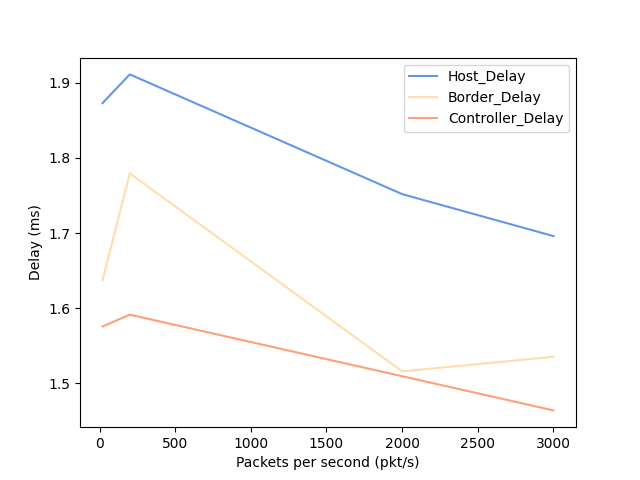 Host_Delay
Border_Delay
Controller_Delay
1.9
1.8
1.7
1.6
1.5
Delay (ms)
0 500 1000 1500 2000 2500 3000
Packets per second (pkt/s)